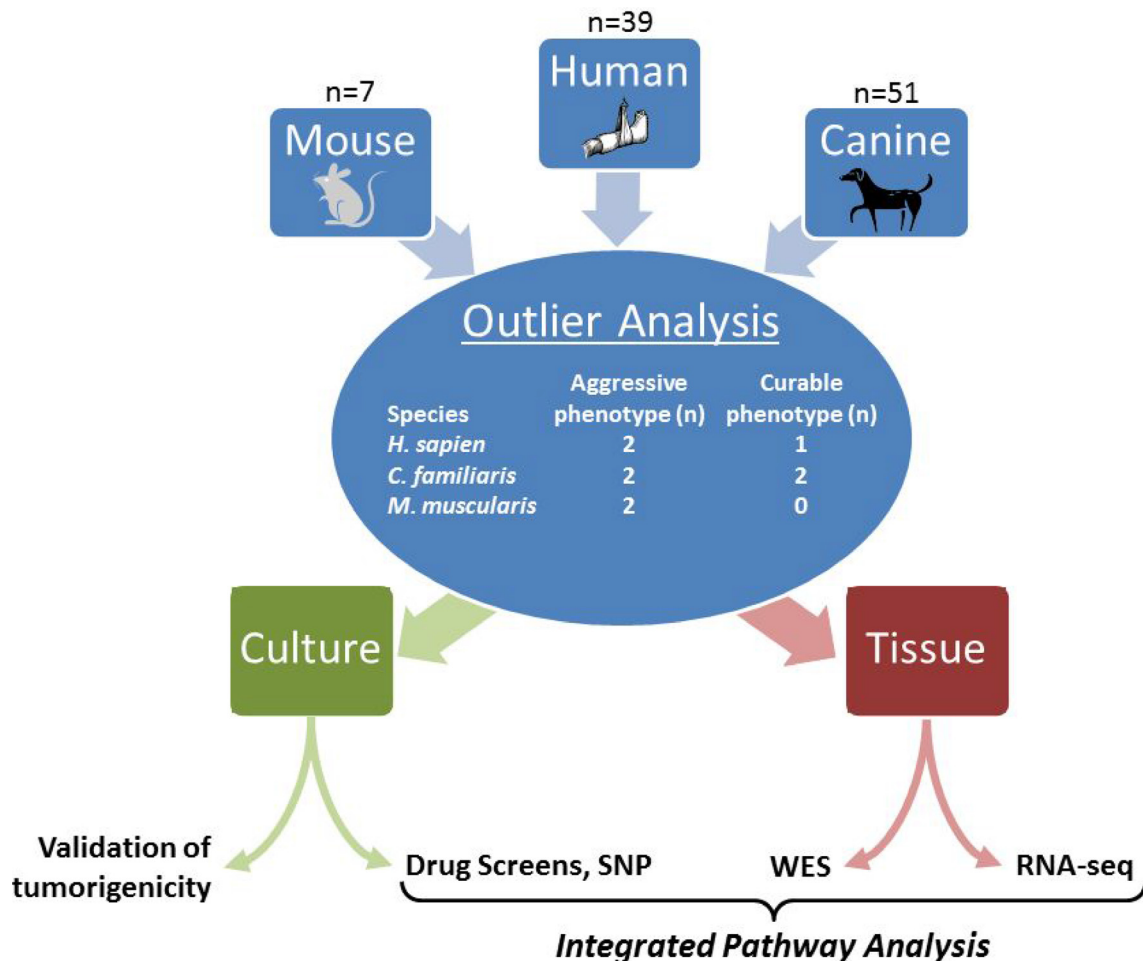 n=39
Human
n=7
Mouse
n=51
Canine
Outlier Analysis
Aggressive Curable
Species phenotype (n) phenotype (n)
H. sapien 2 1
C. familiaris 2 2
M. muscularis 2 0
Culture
Tissue
Validation of
tumorigenicity
Drug Screens, SNP
WES
RNA-seq
Integrated Pathway Analysis